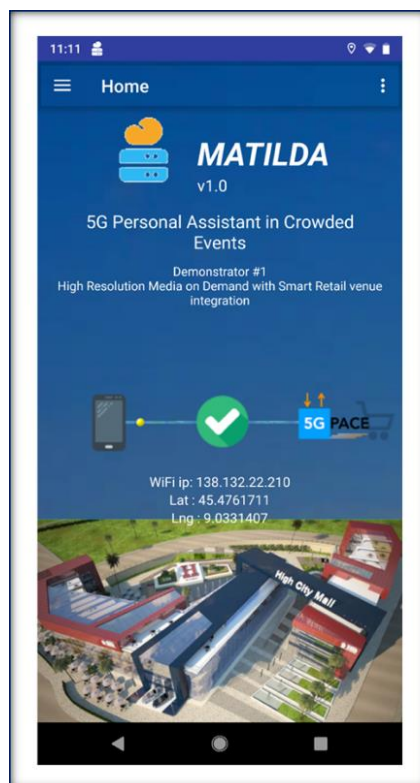 11:11
Home
MATILDA
v1.0
5G Personal Assistant in Crowded
Events
Demonstrator #1
High Resolution Media on Demand with Smart Retail venue
integration
5G PACE
WiFi ip: 138.132.22.210
Lat : 45.4761711
Lng : 9.0331407
High City Mall